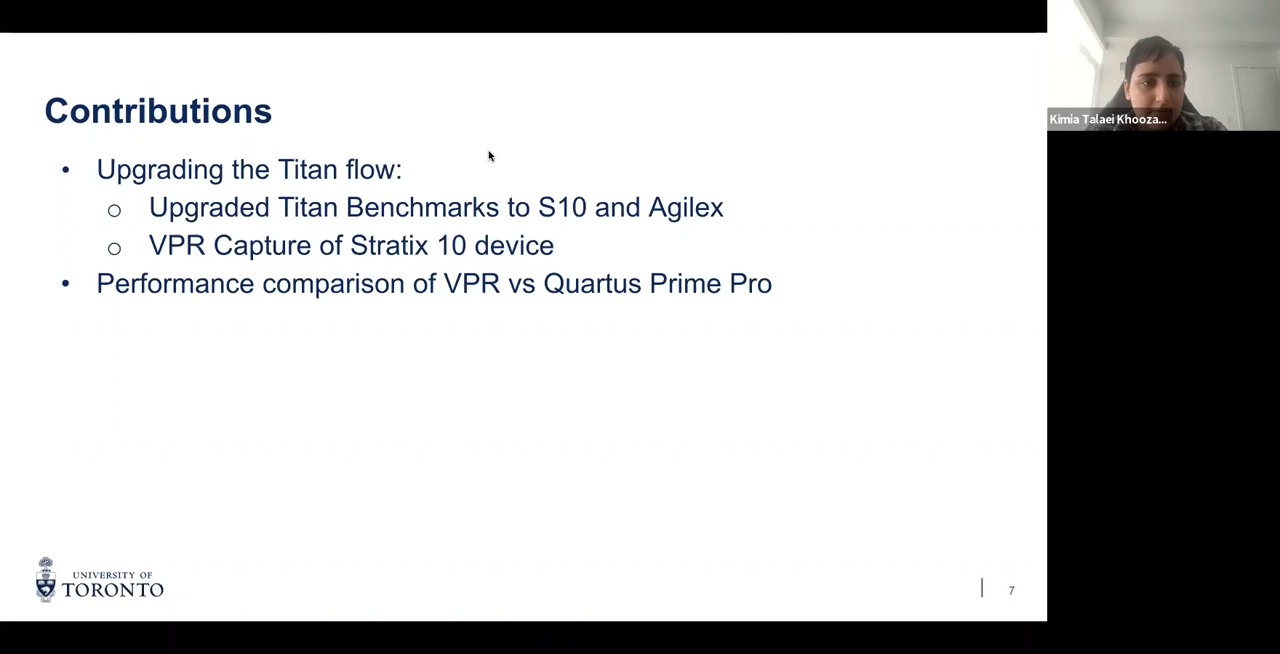 Contributions
• Upgrading the Titan flow:
o Upgraded Titan Benchmarks to S10 and Agilex
o VPR Capture of Stratix 10 device
• Performance comparison of VPR vs Quartus Prime Pro
UNIVERSITY OF
TORONTO
7
Kimia Talaei Khooza...